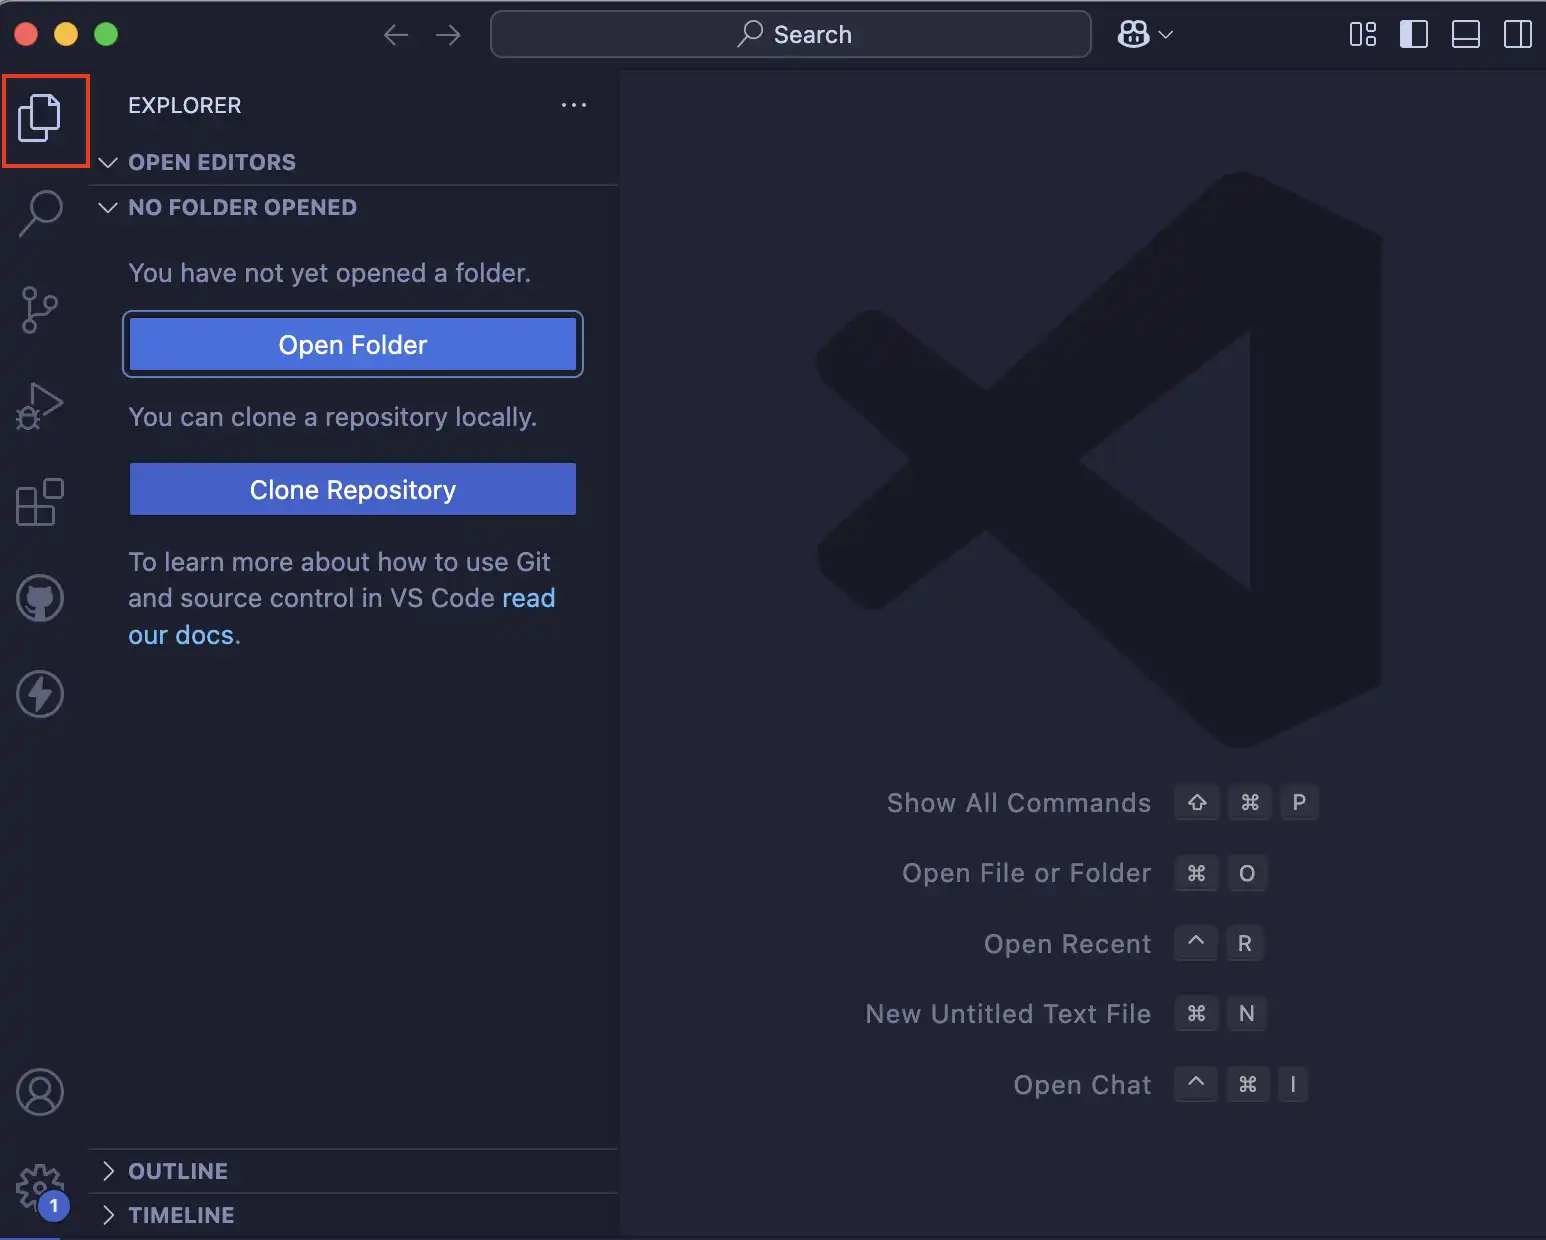 Search
EXPLORER
OPEN EDITORS
NO FOLDER OPENED
You have not yet opened a folder.
Open Folder
You can clone a repository locally.
Clone Repository
To learn more about how to use Git
and source control in VS Code read
our docs.
Show All Commands ⇧ ⌘ P
Open File or Folder ⌘ O
Open Recent ^ R
New Untitled Text File ⌘ N
Open Chat ^ ⌘ I
OUTLINE
1
TIMELINE